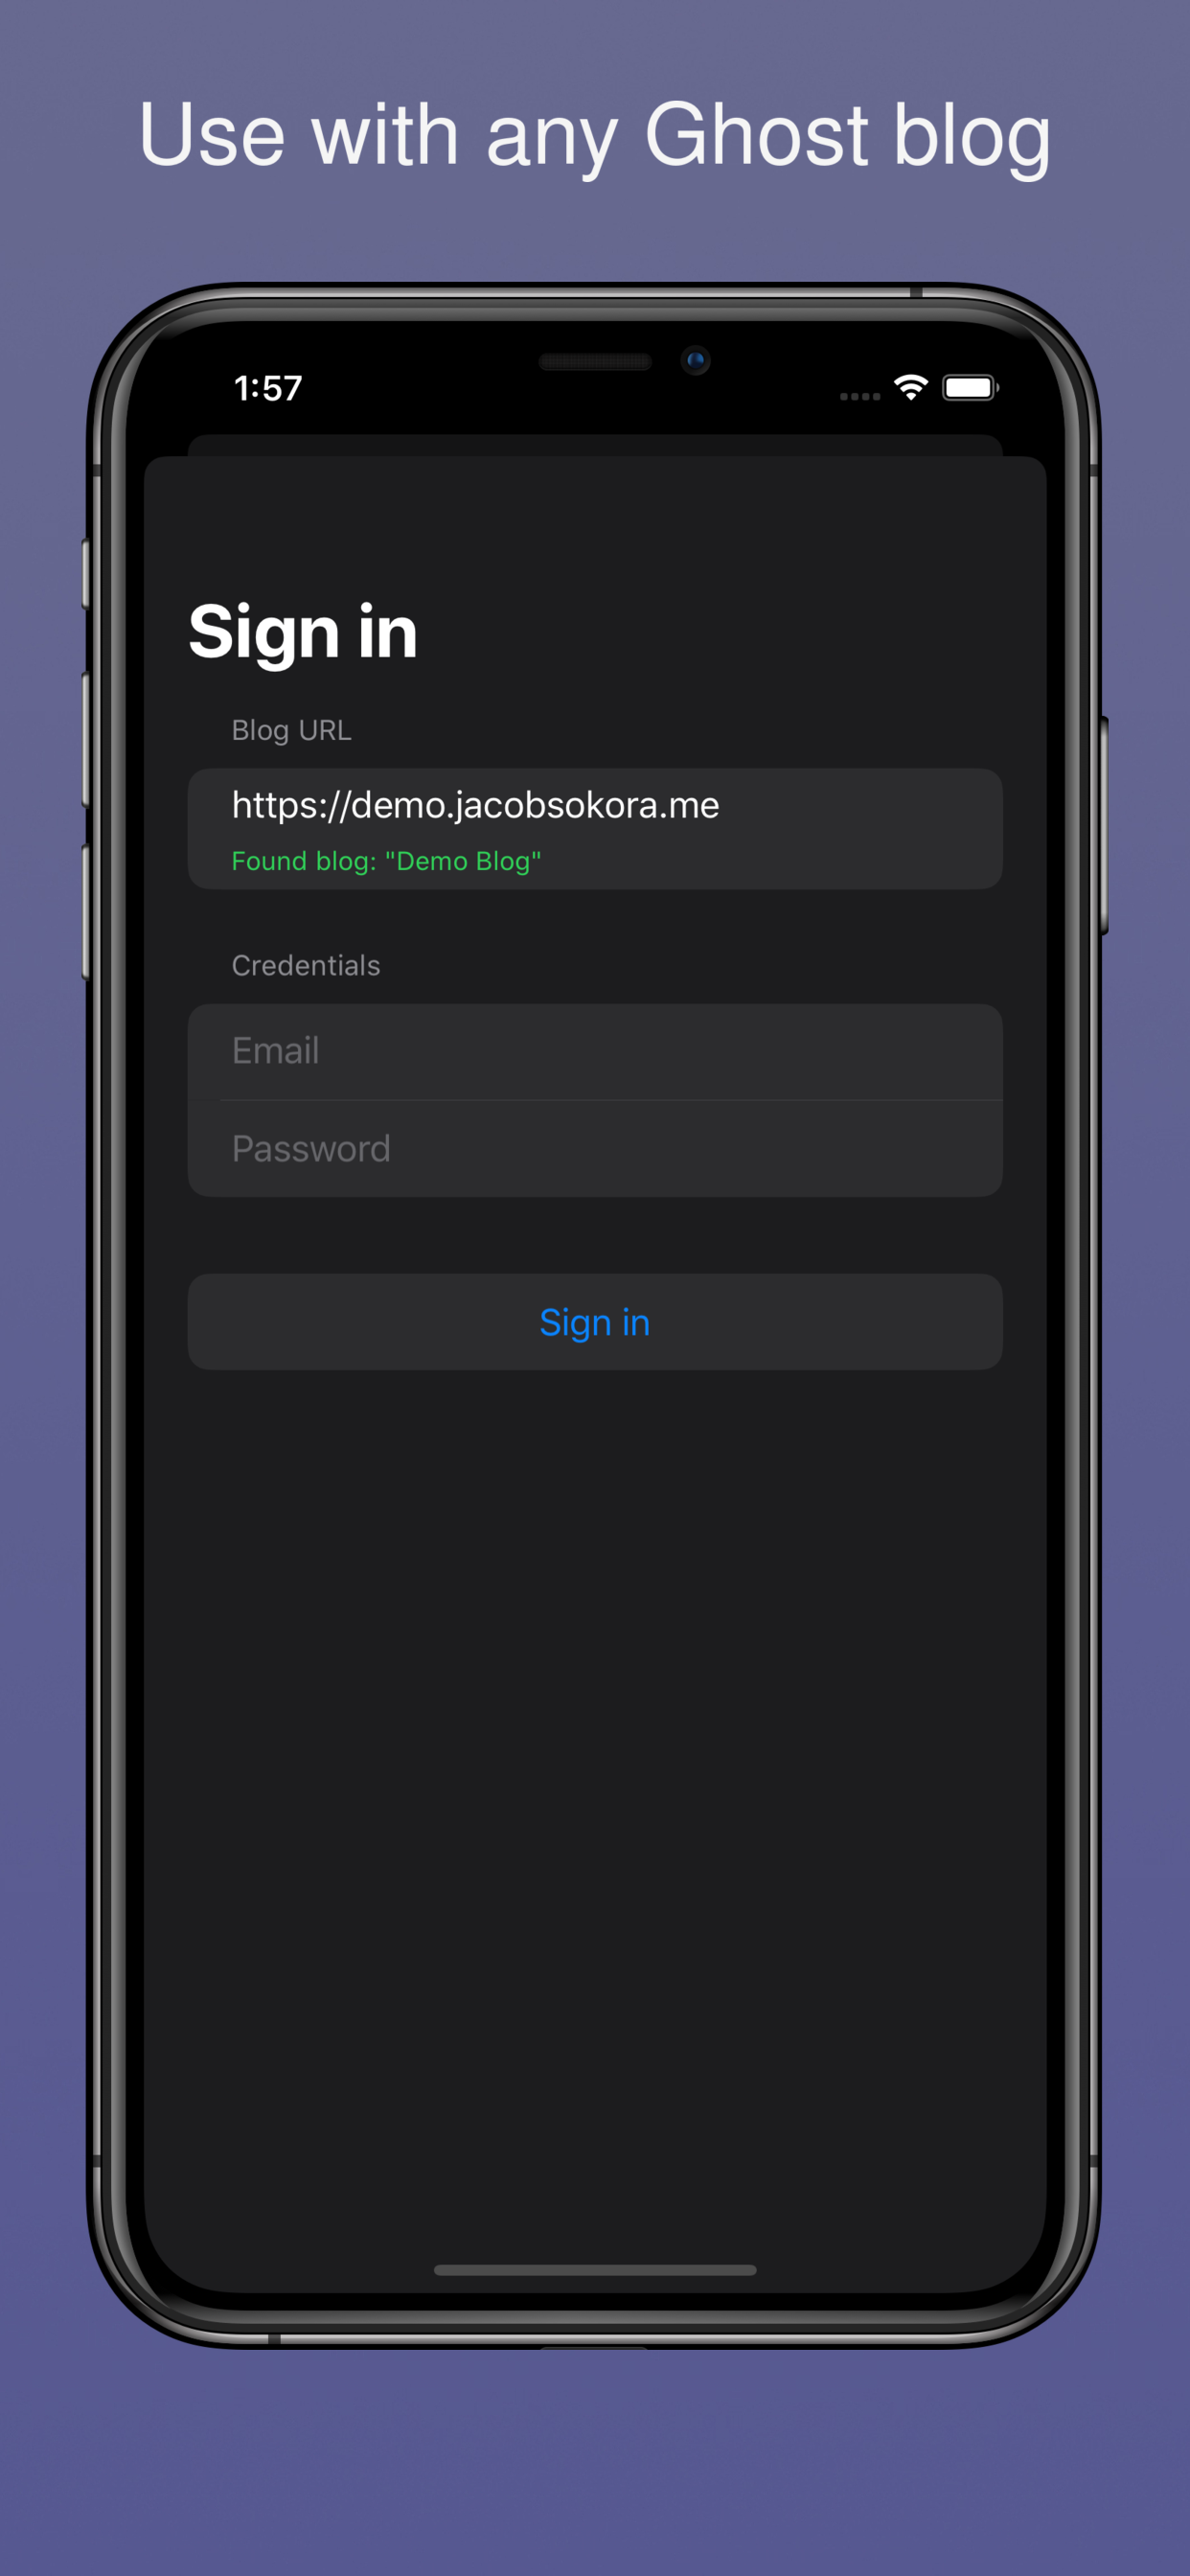 Use with any Ghost blog
1:57
Sign in
Blog URL
https://demo.jacobsokora.me
Found blog: "Demo Blog"
Credentials
Email
Password
Sign in